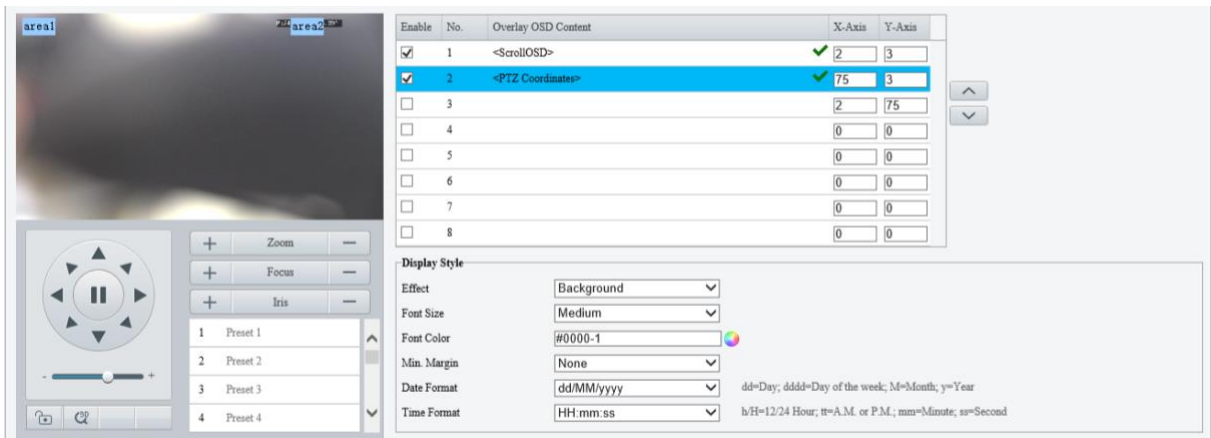 area1
area2
Enable No. Overlay OSD Content X-Axis Y-Axis
1 <ScrollOSD> 2 3
2 <PTZ Coordinates> 75 3
3 2 75
4 0 0
5 0 0
6 0 0
7 0 0
8 0 0
+ Zoom −
+ Focus −
+ Iris −
1 Preset 1
2 Preset 2
3 Preset 3
4 Preset 4
- +
3D
Display Style
Effect Background
Font Size Medium
Font Color #0000-1
Min. Margin None
Date Format dd/MM/yyyy dd=Day; dddd=Day of the week; M=Month; y=Year
Time Format HH:mm:ss h/H=12/24 Hour; tt=A.M. or P.M.; mm=Minute; ss=Second